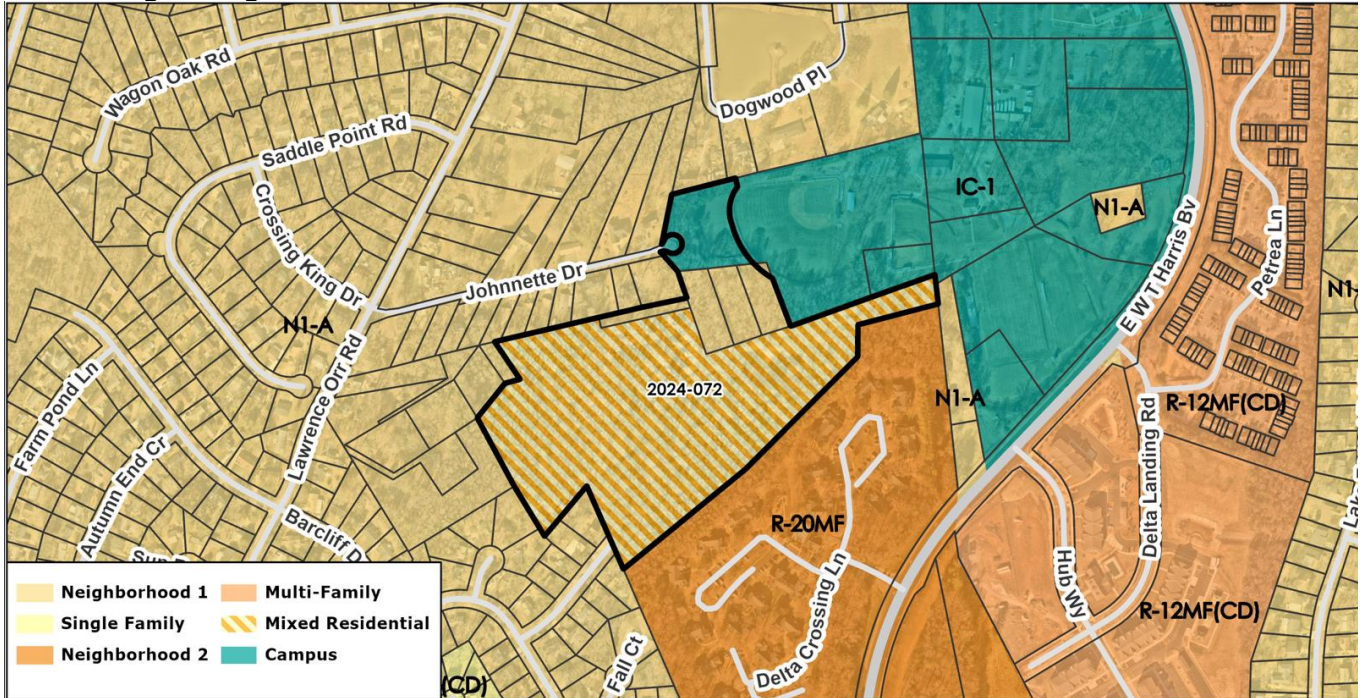 Wagon Oak Rd
Dogwood Pl
Saddle Point Rd
IC-1
N1-A
Crossing King Dr
E W T Harris Bv
Petrea Ln
Johnnette Dr
N1-A
N1-
Lawrence Orr Rd
2024-072
Farm Pond Ln
N1-A
R-12MF(CD)
Autumn End Cr
Delta Landing Rd
R-20MF
Barcliff D
Hub Wy
Delta Crossing Ln
R-12MF(CD)
Fall Ct
(CD)
Neighborhood 1
Multi-Family
Single Family
Mixed Residential
Neighborhood 2
Campus